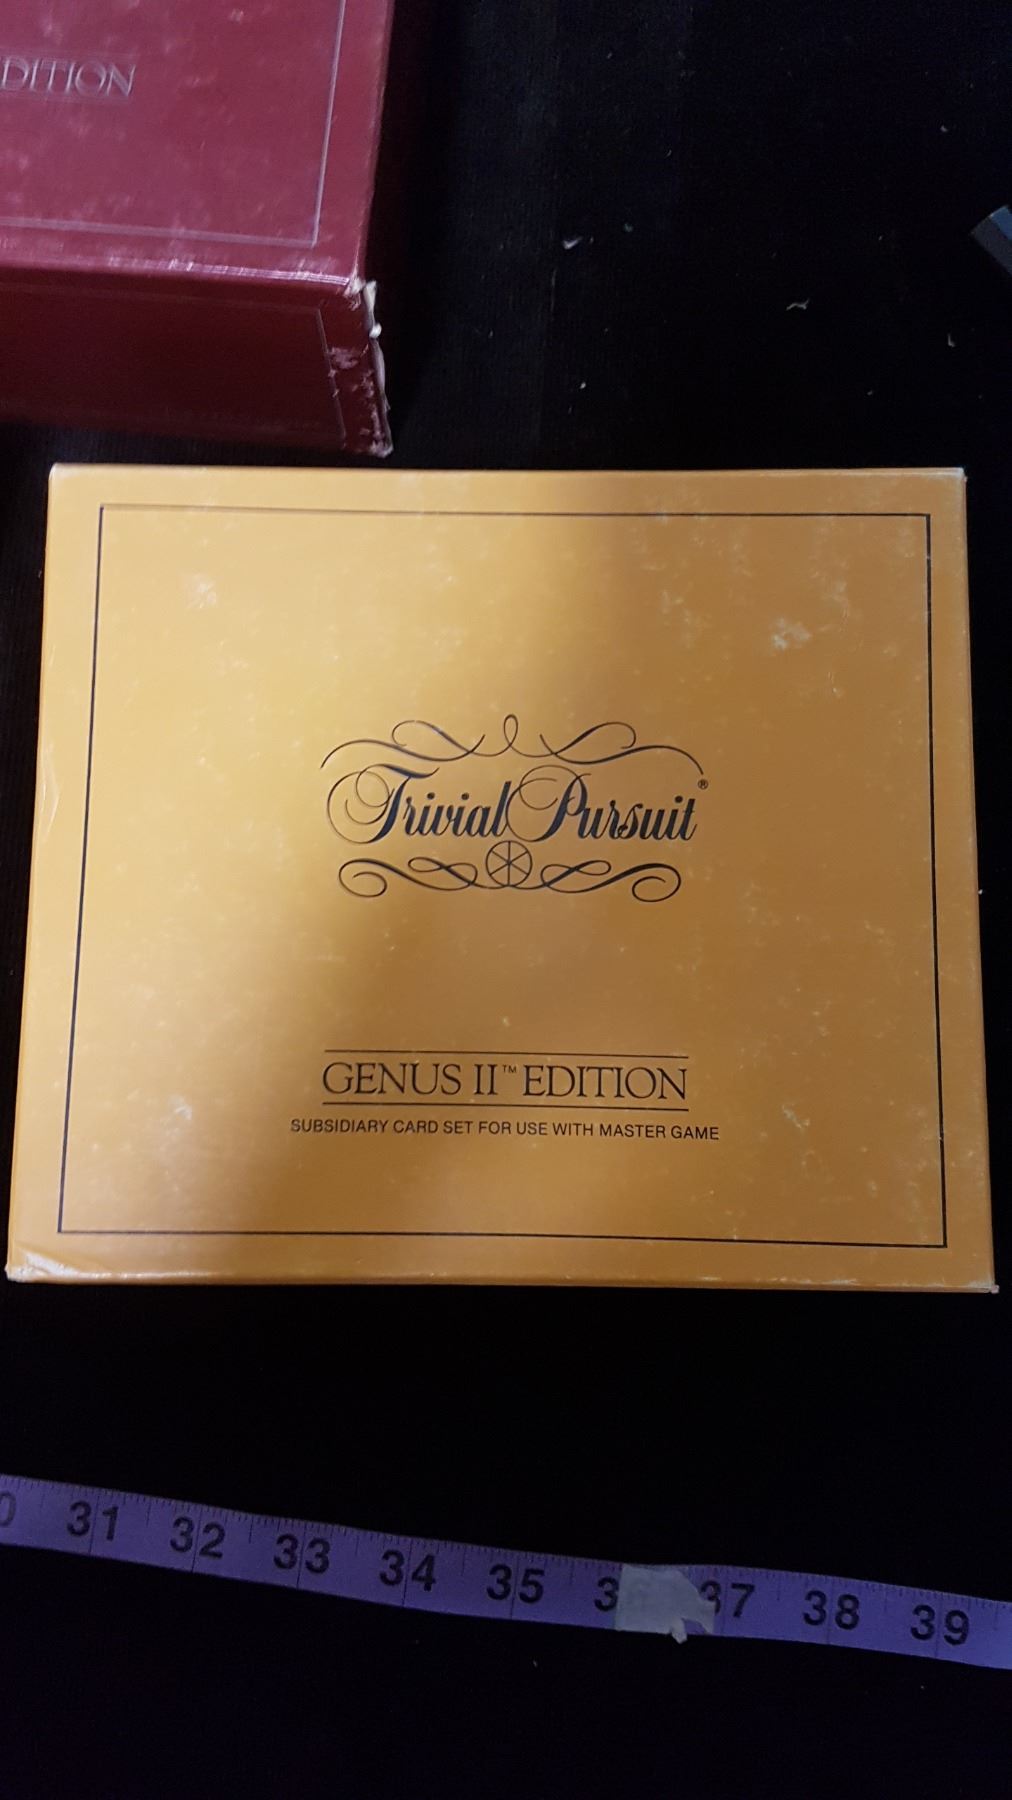 DITION
Trivial Pursuit®
GENUS II™ EDITION
SUBSIDIARY CARD SET FOR USE WITH MASTER GAME
31 32 33 34 35 37 38 39